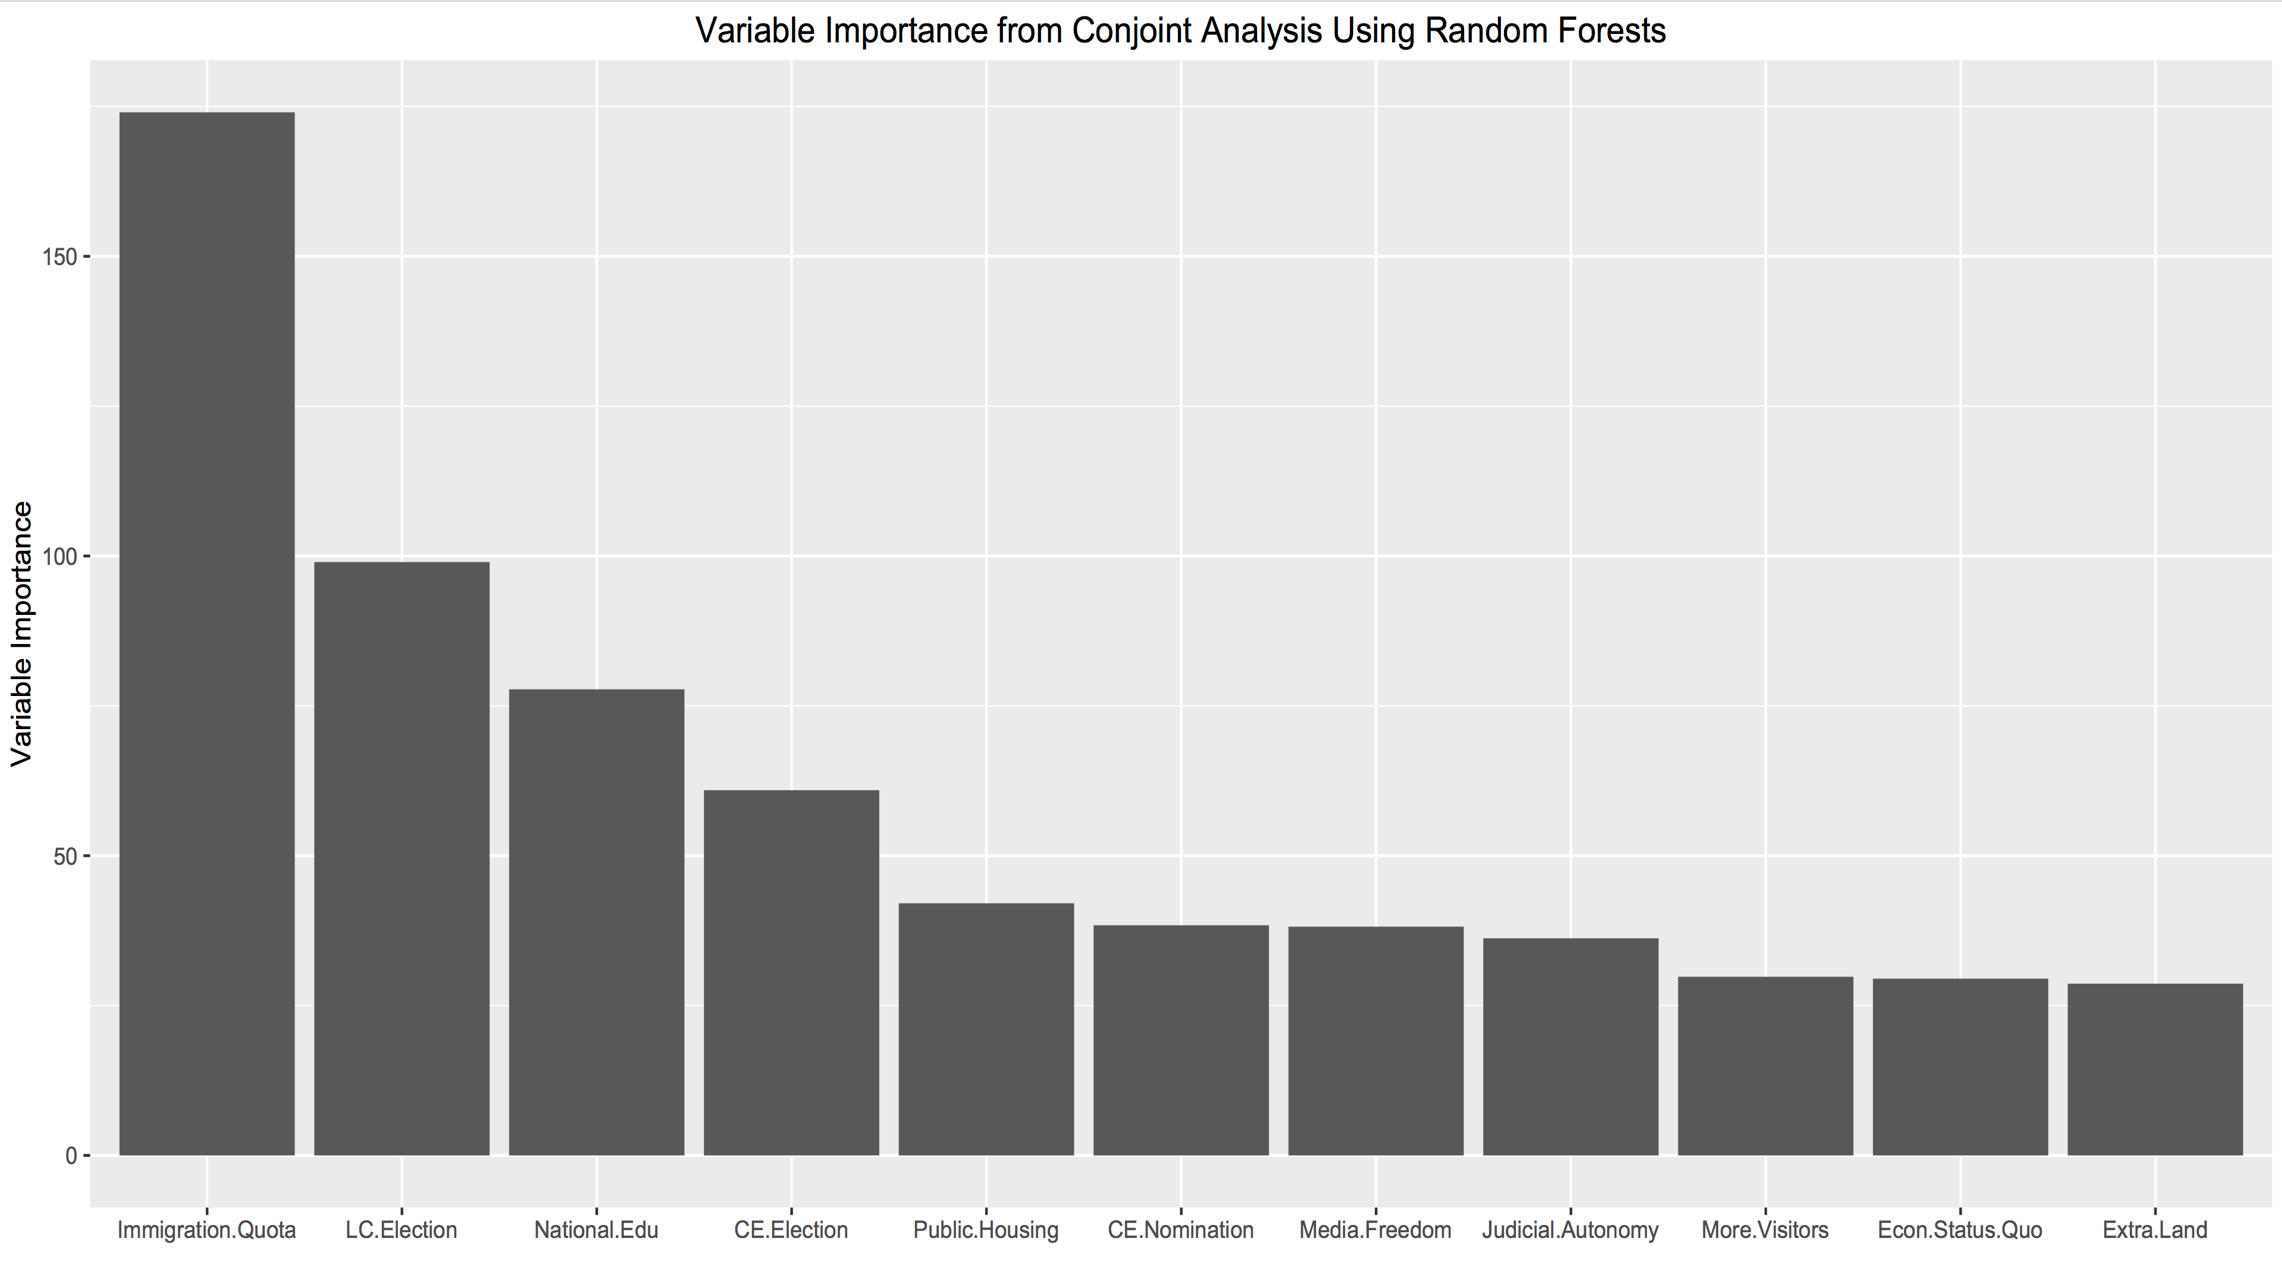 Variable Importance from Conjoint Analysis Using Random Forests
Variable Importance
150
100
50
0
Immigration.Quota
LC.Election
National.Edu
CE.Election
Public.Housing
CE.Nomination
Media.Freedom
Judicial.Autonomy
More.Visitors
Econ.Status.Quo
Extra.Land